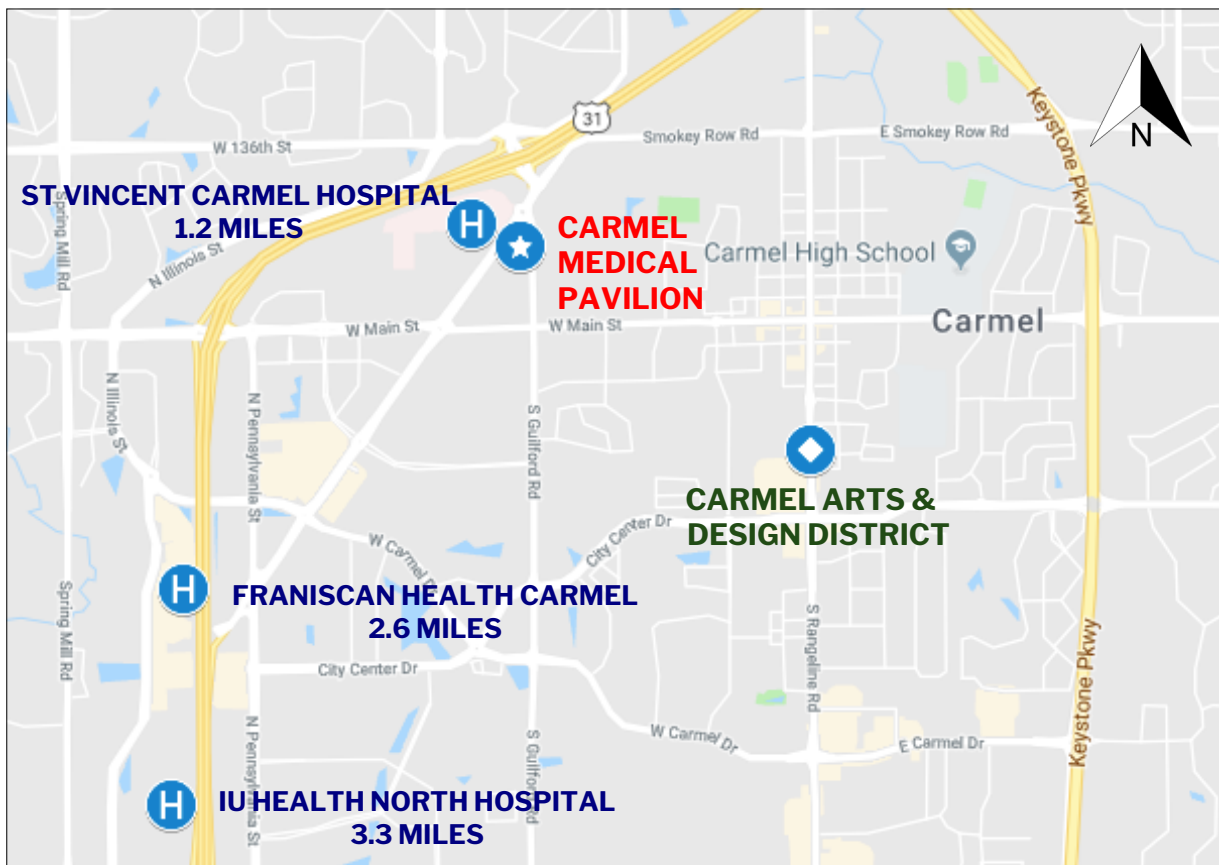 Keystone Pkwy
31
N
Smokey Row Rd
E Smokey Row Rd
W 136th St
ST VINCENT CARMEL HOSPITAL
1.2 MILES
Spring Mill Rd
H
CARMEL
MEDICAL
PAVILION
Carmel High School
N Illinois St
W Main St
W Main St
Carmel
N Illinois St
N Pennsylvania St
S Guilford Rd
CARMEL ARTS &
DESIGN DISTRICT
City Center Dr
W Carmel Dr
H
FRANISCAN HEALTH CARMEL
2.6 MILES
Spring Mill Rd
S Rangeline Rd
City Center Dr
Keystone Pkwy
N Pennsylvania St
S Guilford Rd
W Carmel Dr
E Carmel Dr
H
IU HEALTH NORTH HOSPITAL
3.3 MILES